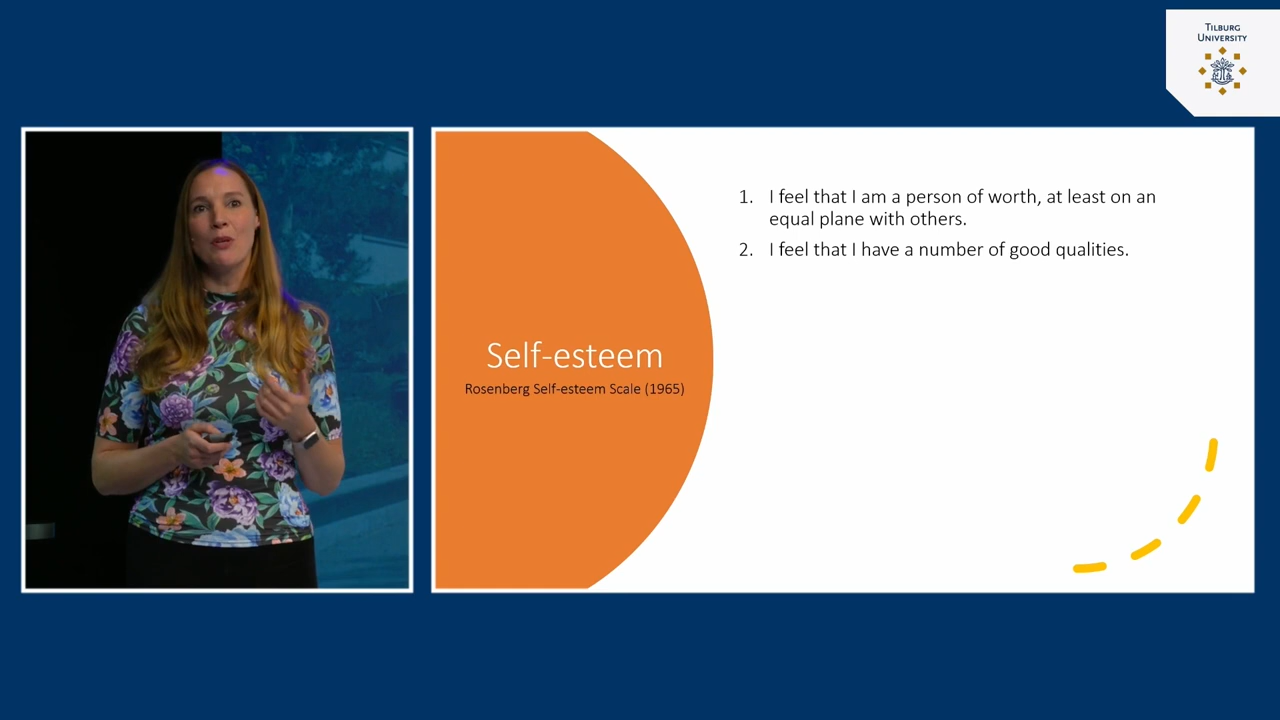 TILBURG
UNIVERSITY
1. I feel that I am a person of worth, at least on an
equal plane with others.
2. I feel that I have a number of good qualities.
Self-esteem
Rosenberg Self-esteem Scale (1965)